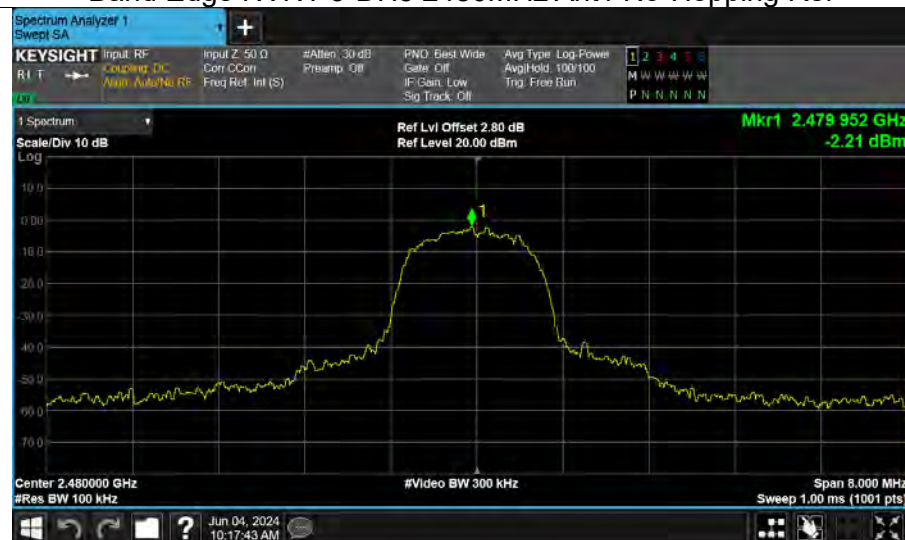 Spectrum Analyzer 1
Swept SA
+
KEYSIGHT
Input: RF
Coupling: DC
Align: Auto/No RF
Input Z: 50 Ω
Corr CCorr
Freq Ref: Int (S)
#Atten: 30 dB
Preamp: Off
PNO: Best Wide
Gate: Off
IF Gain: Low
Sig Track: Off
Avg Type: Log-Power
Avg|Hold: 100/100
Trig: Free Run
1 2 3 4 5 6
M W W W W W
P N N N N N
1 Spectrum
Scale/Div 10 dB
Log
Ref Lvl Offset 2.80 dB
Ref Level 20.00 dBm
Mkr1 2.479 952 GHz
-2.21 dBm
10.0
0.00
-10.0
-20.0
-30.0
-40.0
-50.0
-60.0
-70.0
1
Center 2.480000 GHz
#Res BW 100 kHz
#Video BW 300 kHz
Span 8.000 MHz
Sweep 1.00 ms (1001 pts)
?
Jun 04, 2024
10:17:43 AM